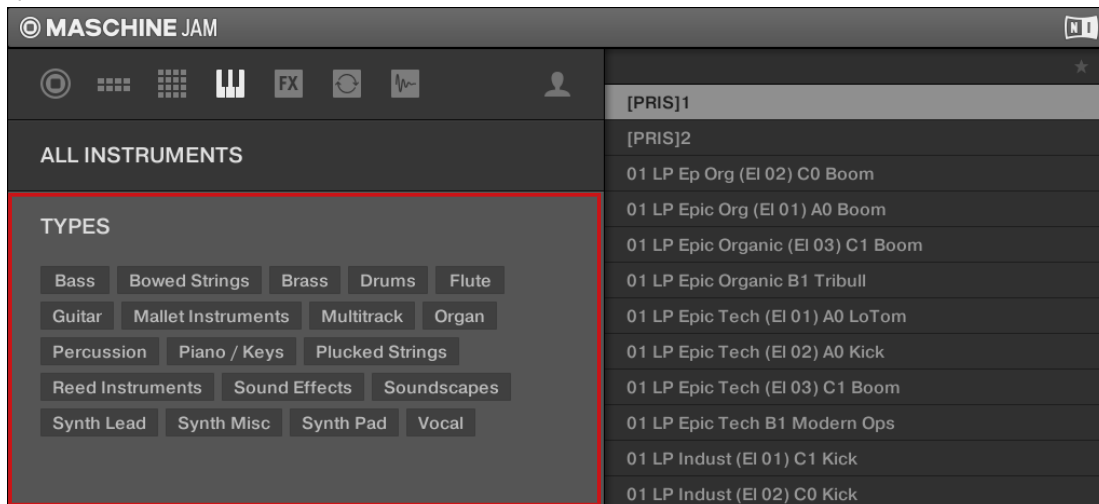 MASCHINE JAM
NI
FX
ALL INSTRUMENTS
TYPES
Bass Bowed Strings Brass Drums Flute
Guitar Mallet Instruments Multitrack Organ
Percussion Piano / Keys Plucked Strings
Reed Instruments Sound Effects Soundscapes
Synth Lead Synth Misc Synth Pad Vocal
[PRIS]1
[PRIS]2
01 LP Ep Org (El 02) C0 Boom
01 LP Epic Org (El 01) A0 Boom
01 LP Epic Organic (El 03) C1 Boom
01 LP Epic Organic B1 Tribull
01 LP Epic Tech (El 01) A0 LoTom
01 LP Epic Tech (El 02) A0 Kick
01 LP Epic Tech (El 03) C1 Boom
01 LP Epic Tech B1 Modern Ops
01 LP Indust (El 01) C1 Kick
01 LP Indust (El 02) C0 Kick